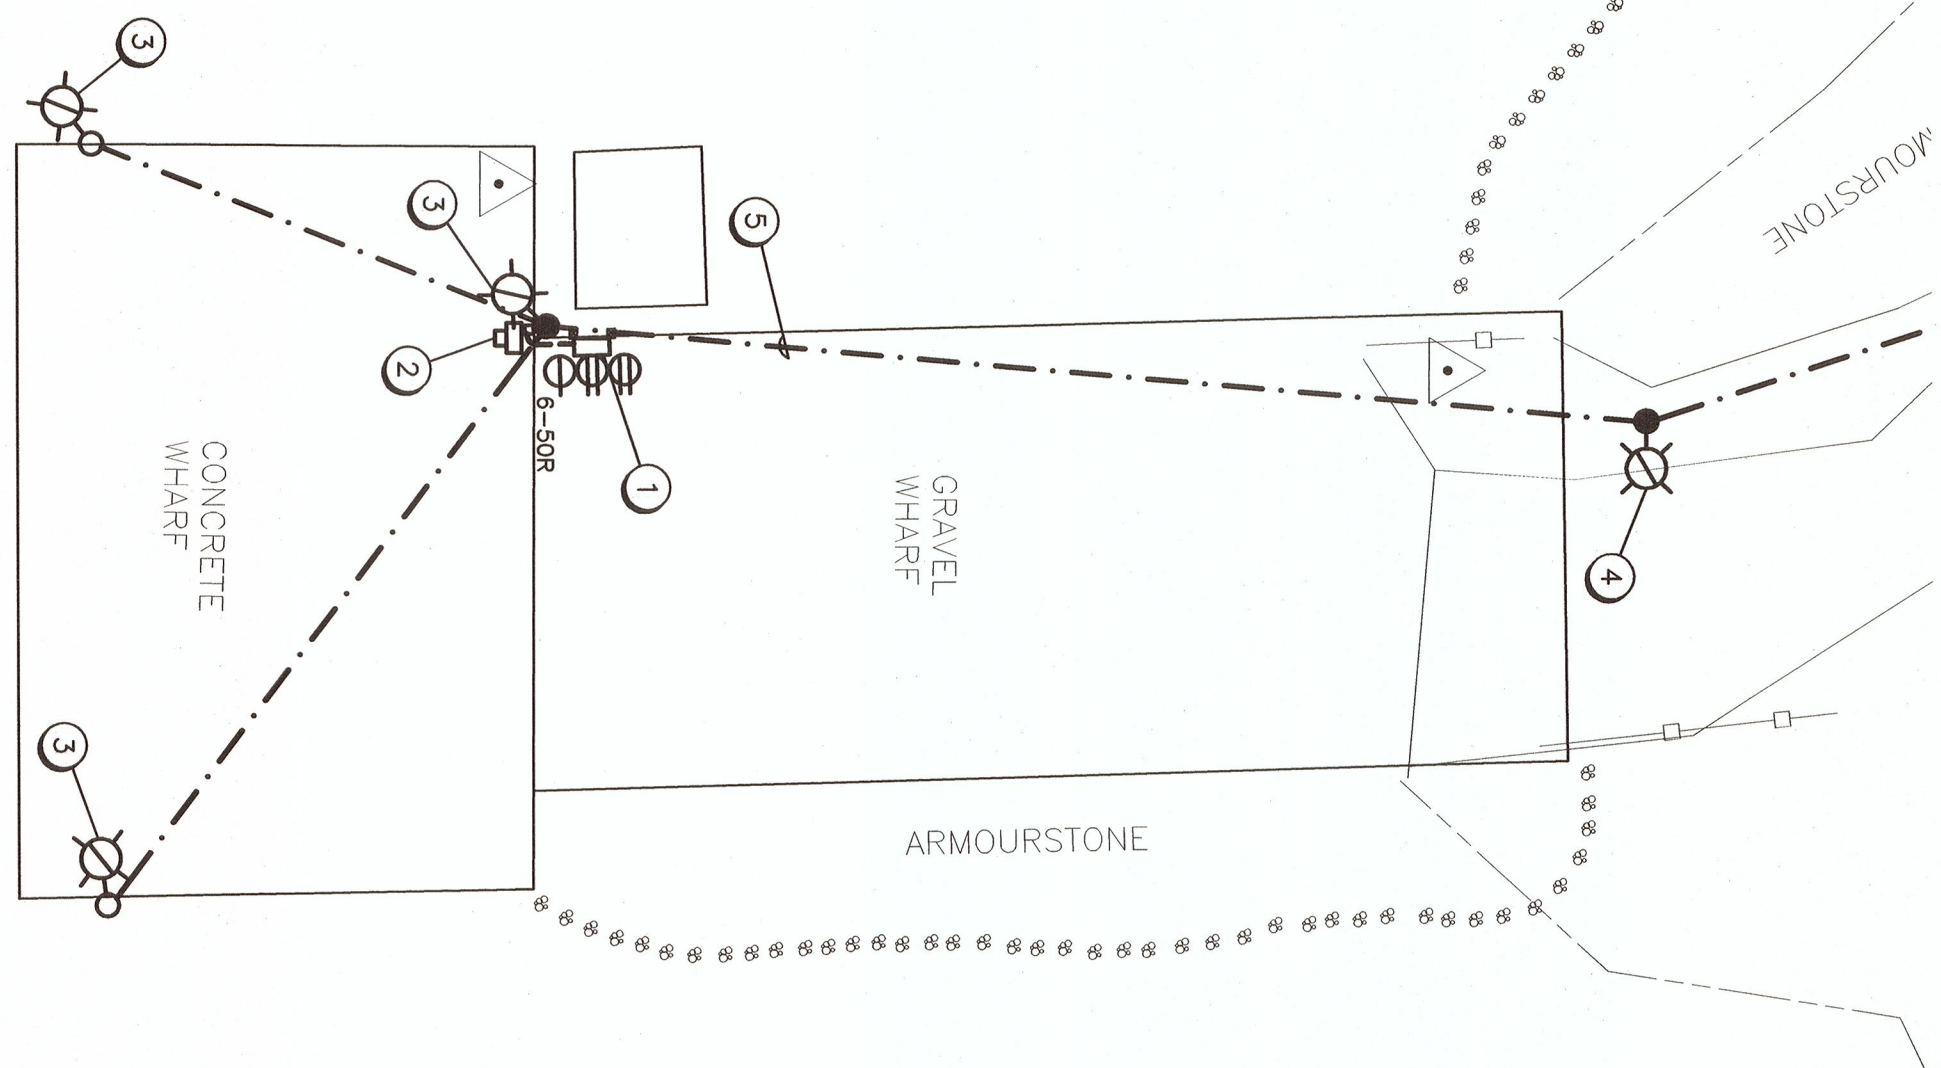 3
3
5
2
6-50R
1
4
3
CONCRETE
WHARF
GRAVEL
WHARF
ARMOURSTONE
MOURSTONE